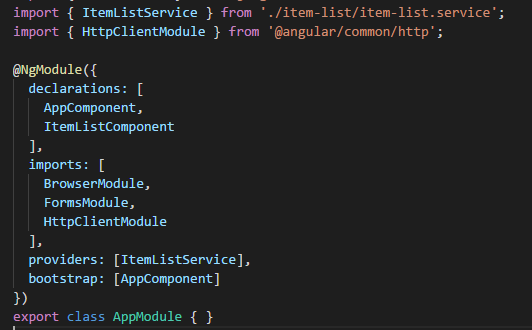 import { ItemListService } from './item-list/item-list.service';
import { HttpClientModule } from '@angular/common/http';
@NgModule({
declarations: [
AppComponent,
ItemListComponent
],
imports: [
BrowserModule,
FormsModule,
HttpClientModule
],
providers: [ItemListService],
bootstrap: [AppComponent]
})
export class AppModule { }